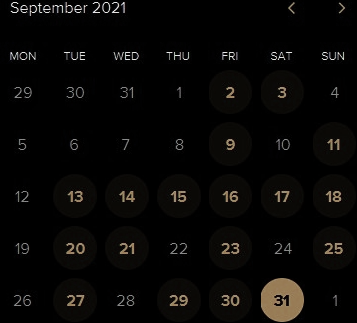 September 2021
MON TUE WED THU FRI SAT SUN
29 30 31 1 2 3 4
5 6 7 8 9 10 11
12 13 14 15 16 17 18
19 20 21 22 23 24 25
26 27 28 29 30 31 1